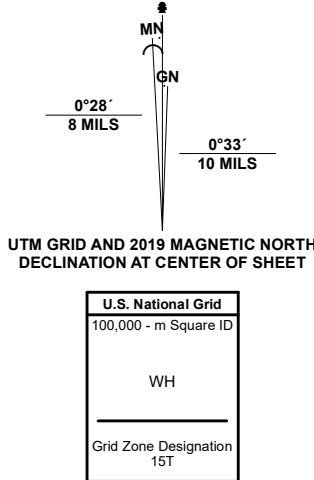 MN
GN
0°28´
8 MILS
0°33´
10 MILS
UTM GRID AND 2019 MAGNETIC NORTH
DECLINATION AT CENTER OF SHEET
U.S. National Grid
100,000 - m Square ID
WH
Grid Zone Designation
15T